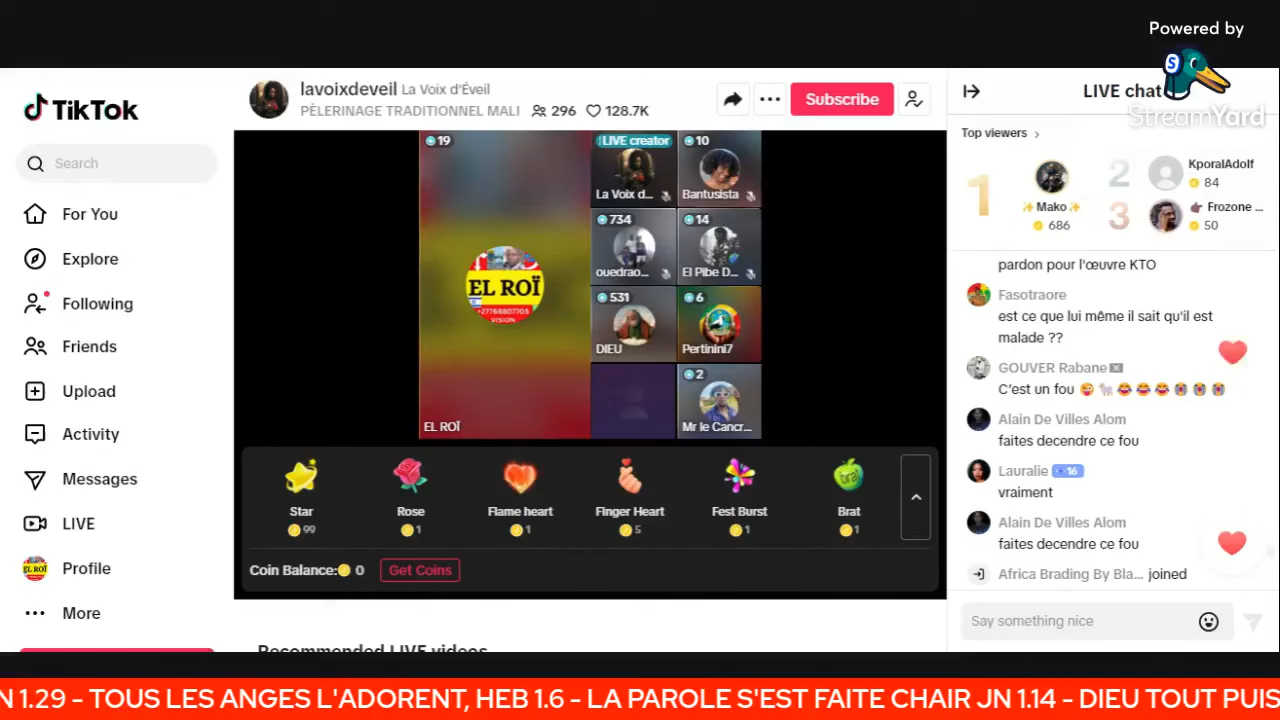 Powered by
StreamYard
TikTok
Search
For You
Explore
Following
Friends
Upload
Activity
Messages
LIVE
Profile
More
lavoixdeveil La Voix d'Éveil
PÈLERINAGE TRADITIONNEL MALI 296 128.7K
Subscribe
19
EL ROÏ
+27766807703
VISION
EL ROÏ
LIVE creator
La Voix d...
10
Bantusista
734
ouedrao...
14
El Pibe D...
531
DIEU
6
Pertinini7
2
Mr le Cancr...
Star
99
Rose
1
Flame heart
1
Finger Heart
5
Fest Burst
1
Brat
1
Coin Balance: 0
Get Coins
Recommended LIVE videos
LIVE chat
Top viewers
1
✨Mako✨
686
2
KporalAdolf
84
3
Frozone ...
50
pardon pour l'œuvre KTO
Fasotraore
est ce que lui même il sait qu'il est
malade ??
GOUVER Rabane
C'est un fou 😜🐐😂😂😂😭😭😭
Alain De Villes Alom
faites decendre ce fou
Lauralie 16
vraiment
Alain De Villes Alom
faites decendre ce fou
Africa Brading By Bla... joined
Say something nice
N 1.29 - TOUS LES ANGES L'ADORENT, HEB 1.6 - LA PAROLE S'EST FAITE CHAIR JN 1.14 - DIEU TOUT PUIS